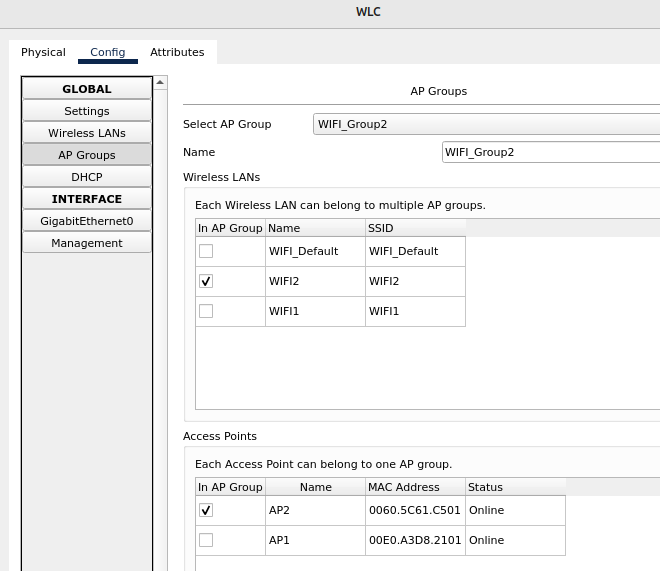 WLC
Physical Config Attributes
GLOBAL
Settings
Wireless LANs
AP Groups
DHCP
INTERFACE
GigabitEthernet0
Management
AP Groups
Select AP Group WIFI_Group2
Name WIFI_Group2
Wireless LANs
Each Wireless LAN can belong to multiple AP groups.
In AP Group Name SSID
WIFI_Default WIFI_Default
WIFI2 WIFI2
WIFI1 WIFI1
Access Points
Each Access Point can belong to one AP group.
In AP Group Name MAC Address Status
AP2 0060.5C61.C501 Online
AP1 00E0.A3D8.2101 Online